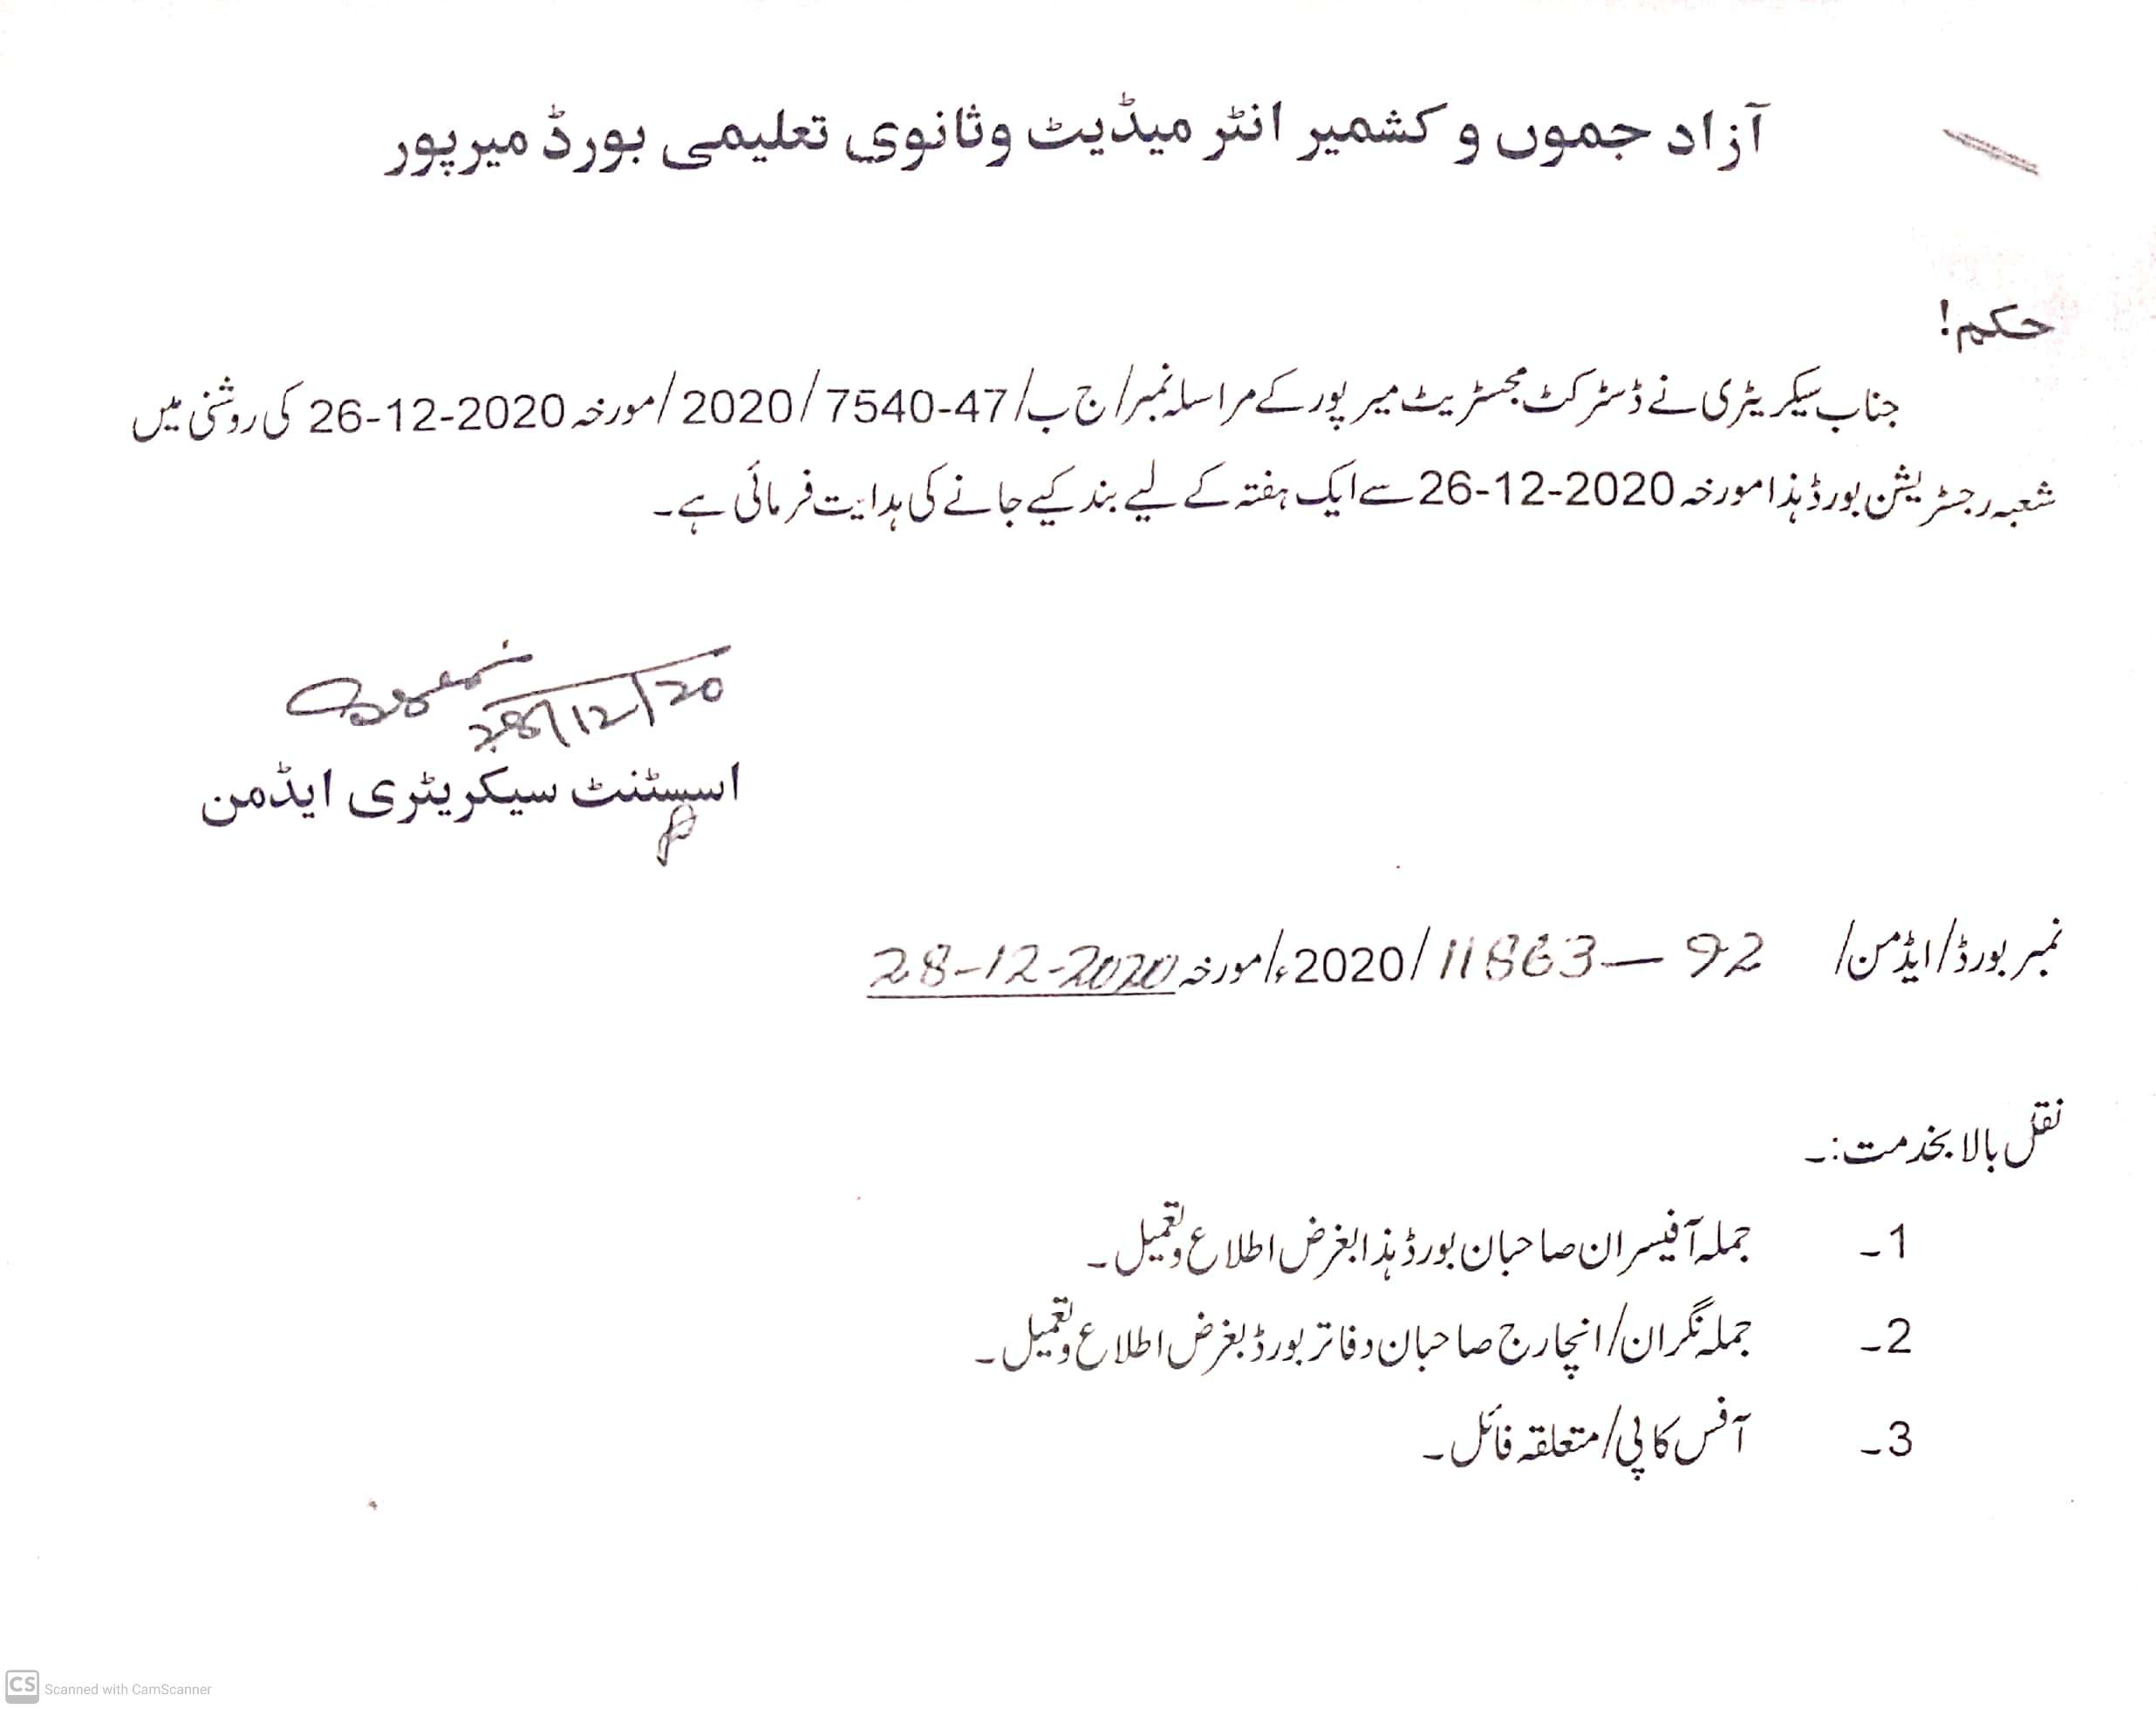 آزاد جموں و کشمیر انٹر میڈیٹ وثانوی تعلیمی بورڈ میرپور
حکم!
جناب سیکریٹری نے ڈسٹرکٹ مجسٹریٹ میرپور کے مراسلہ نمبر/ج ب/7540-47/2020/مورخہ 26-12-2020 کی روشنی میں
شعبہ رجسٹریشن بورڈ ہذا مورخہ 26-12-2020 سے ایک ہفتہ کے لیے بند کیے جانے کی ہدایت فرمائی ہے۔
28/12/20
اسسٹنٹ سیکریٹری ایڈمن
نمبر بورڈ/ایڈمن/ 11863-92/2020ء/مورخہ 28-12-2020
نقل بالا بخدمت:۔
1۔ جملہ آفیسران صاحبان بورڈ ہذا بغرض اطلاع و تعمیل۔
2۔ جملہ نگران/انچارج صاحبان دفاتر بورڈ بغرض اطلاع و تعمیل۔
3۔ آفس کاپی/متعلقہ فائل۔
CS Scanned with CamScanner